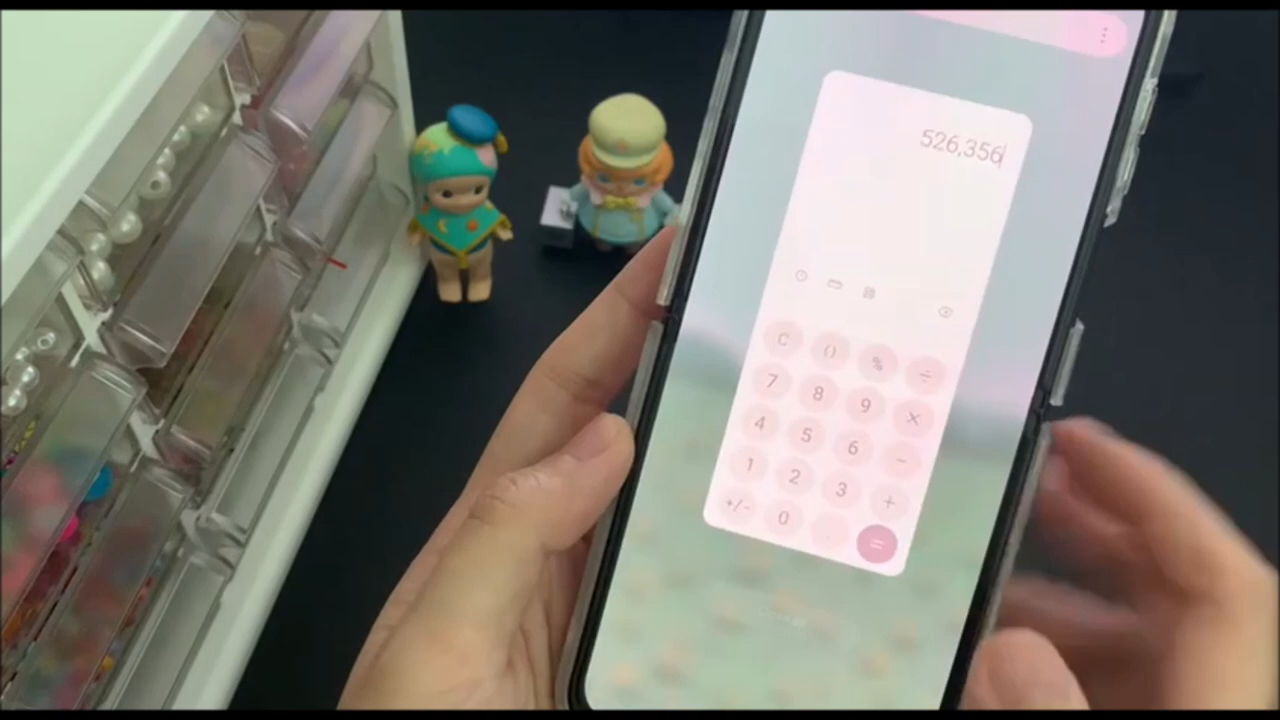 526,356
C () % ÷
7 8 9 ×
4 5 6 −
1 2 3 +
+/− 0 . =